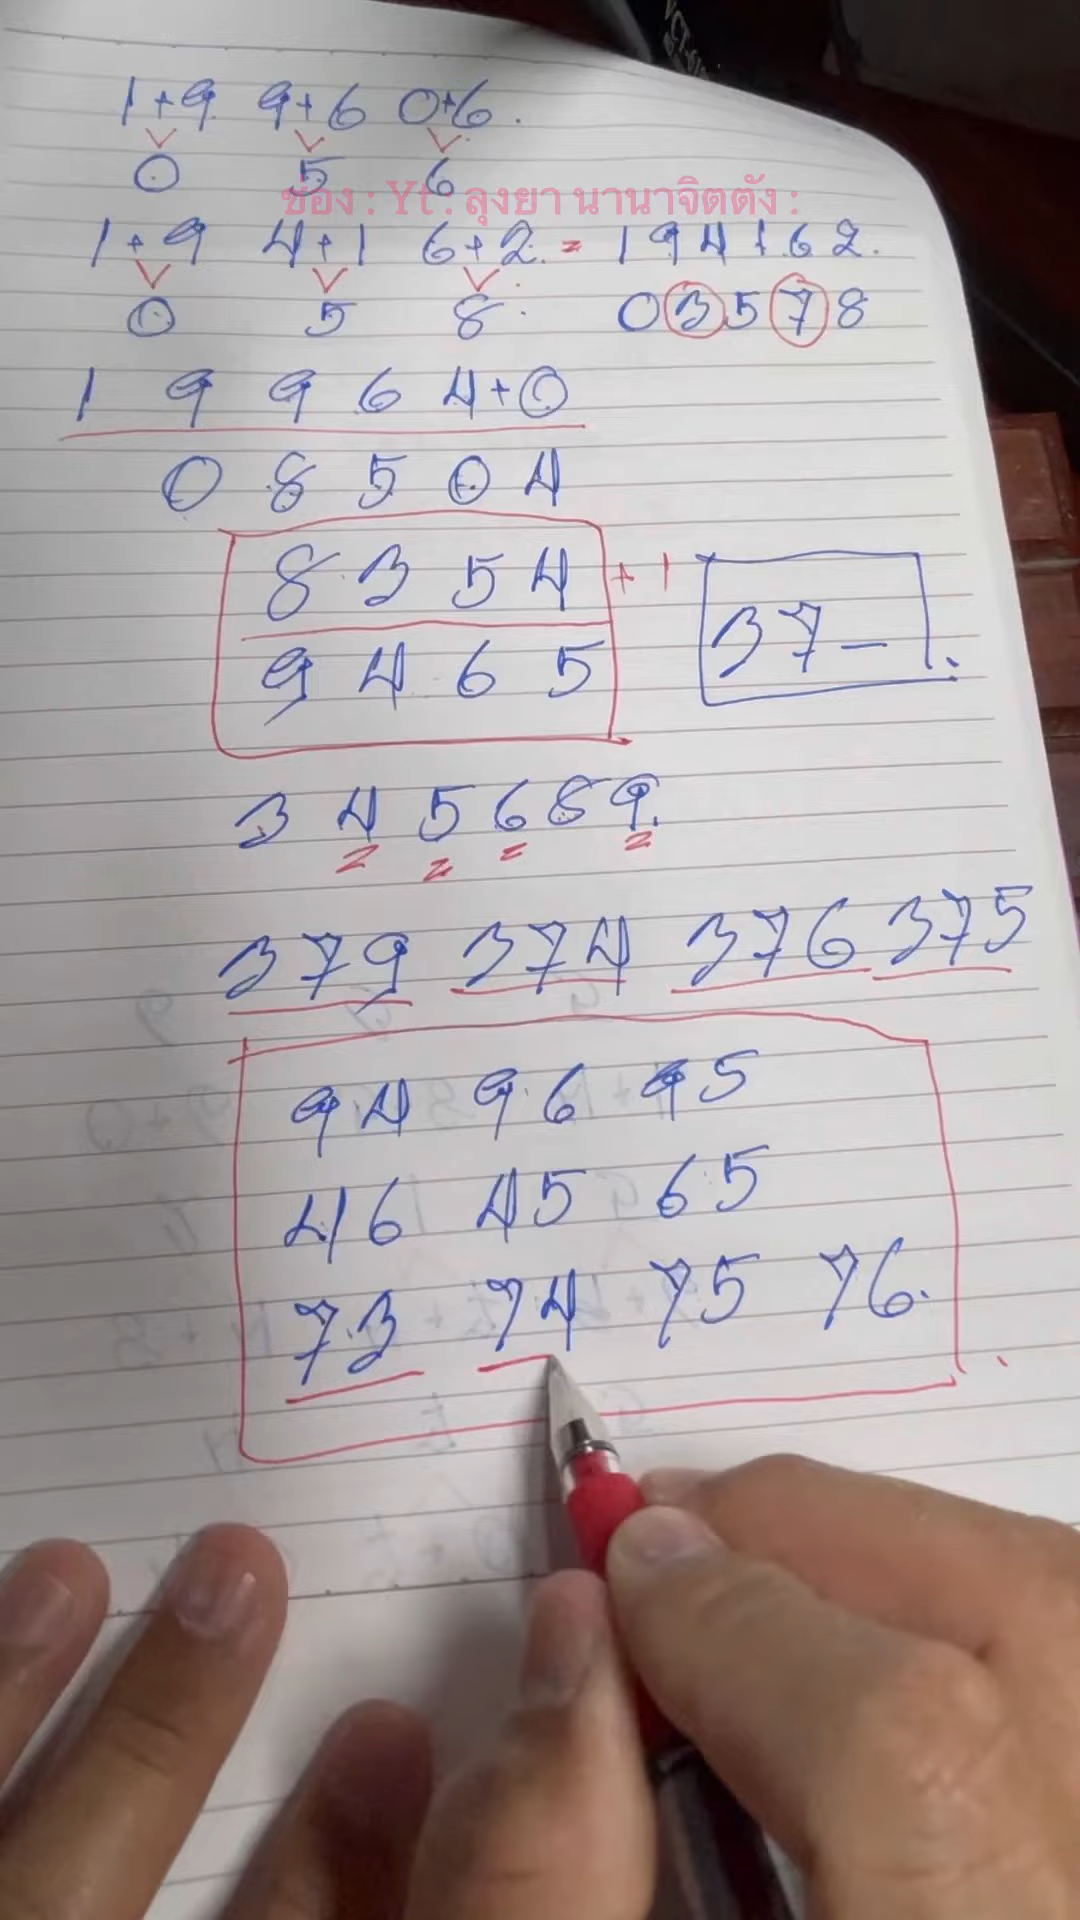 1+9 9+6 0+6.
0 5 6
ช่อง : Yt : ลุงยา นานาจิตตัง :
1+9 4+1 6+2. = 194162.
0 5 8 03578
1 9 9 6 4+0
0 8 5 0 4
8 3 5 4 +1
37-
9 4 6 5
3 4 5 6 8 9.
379 374 376 375
94 96 95
46 45 65
73 74 75 76.